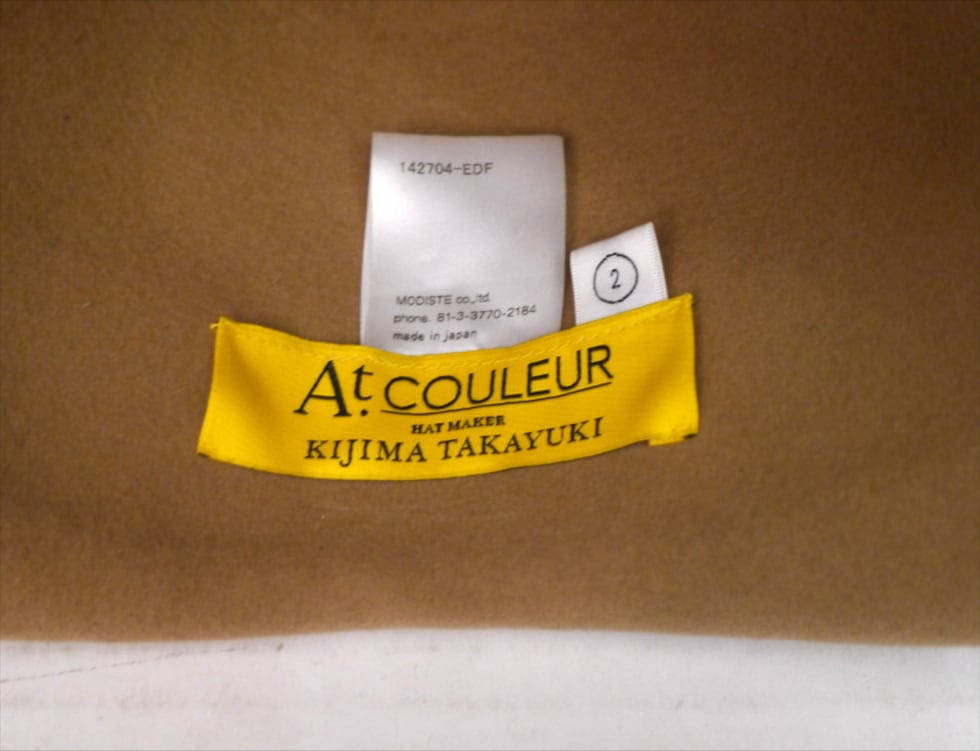 142704-EDF
MODISTE co.,ltd.
phone. 81-3-3770-2184
made in japan
2
At. COULEUR
HAT MAKER
KIJIMA TAKAYUKI